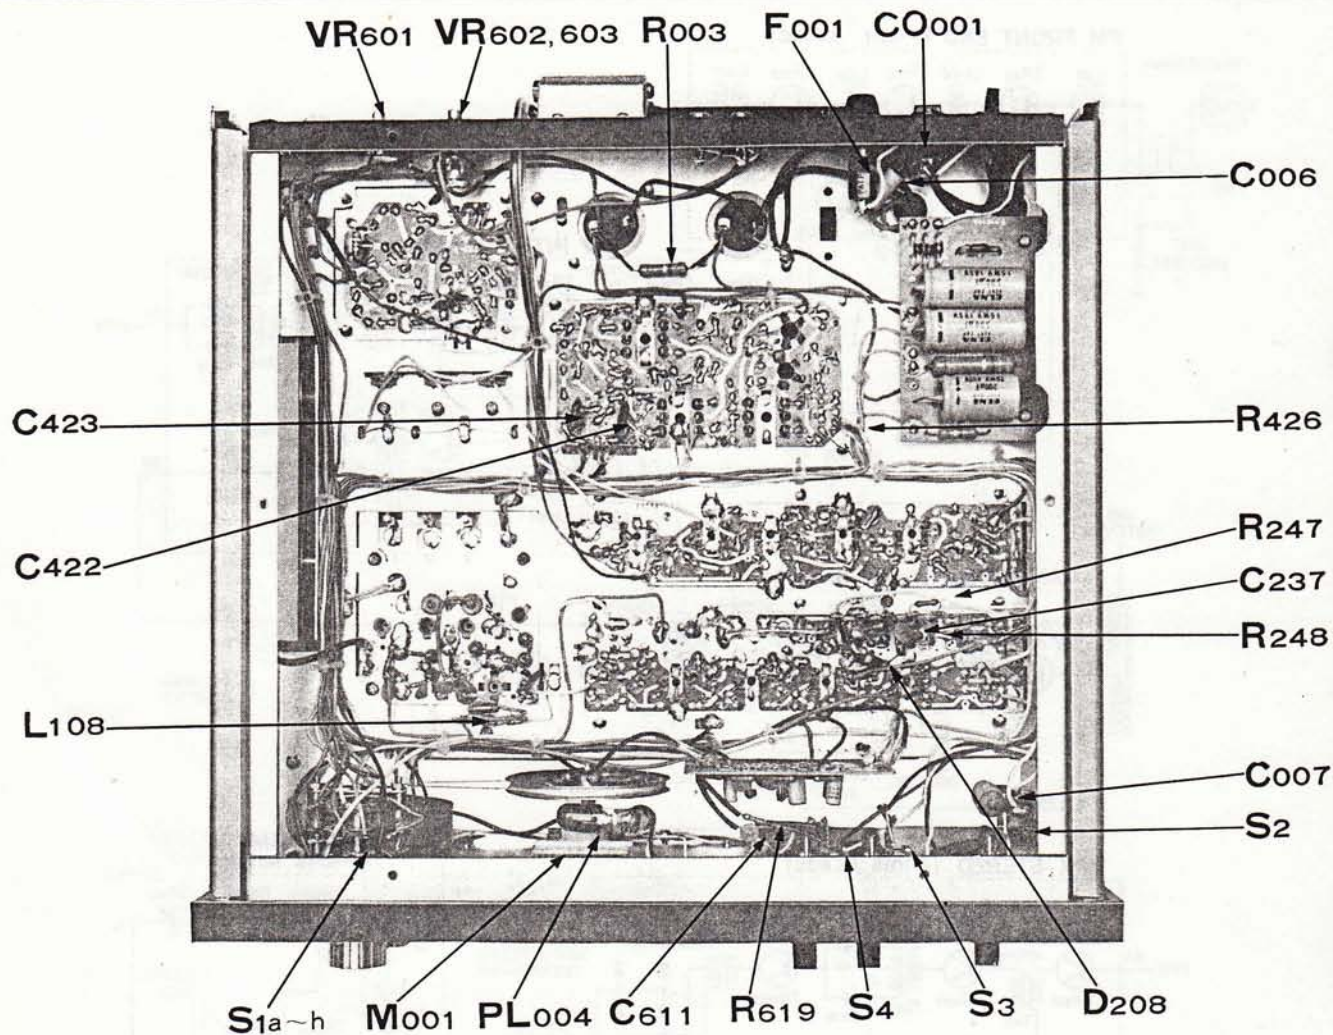 VR601 VR602, 603 R003 F001 CO001
C006
C423
R426
C422
R247
C237
R248
L108
C007
S2
S1a~h M001 PL004 C611 R619 S4 S3 D208